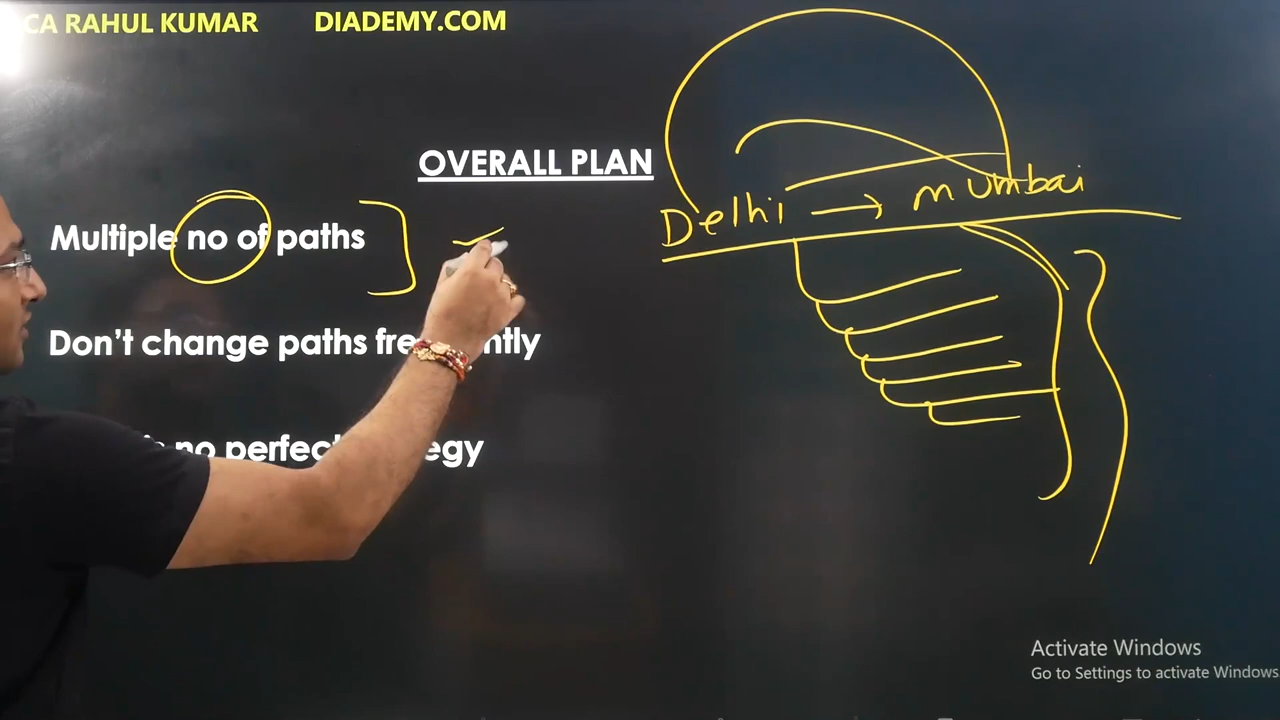 CA RAHUL KUMAR DIADEMY.COM
OVERALL PLAN
Delhi → mumbai
Multiple no of paths
Don't change paths fre ntly
no perfec egy
Activate Windows
Go to Settings to activate Windows